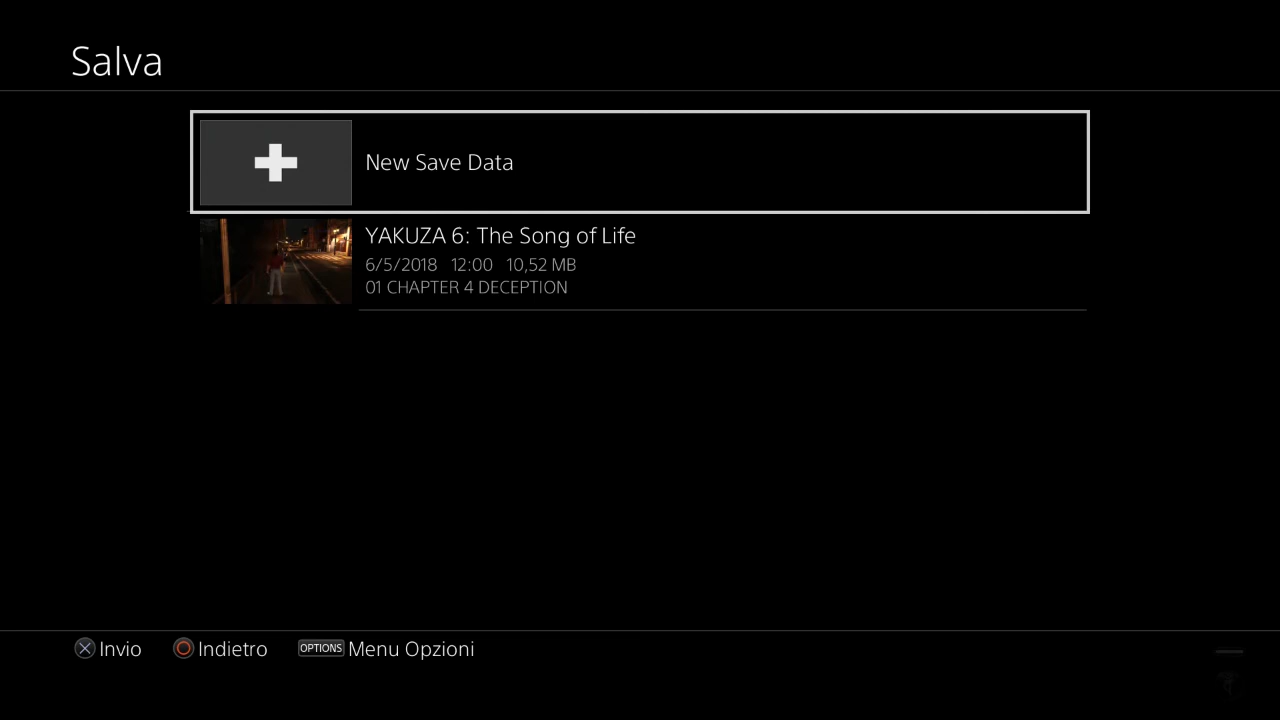 Salva
New Save Data
YAKUZA 6: The Song of Life
6/5/2018 12:00 10,52 MB
01 CHAPTER 4 DECEPTION
Invio Indietro OPTIONS Menu Opzioni